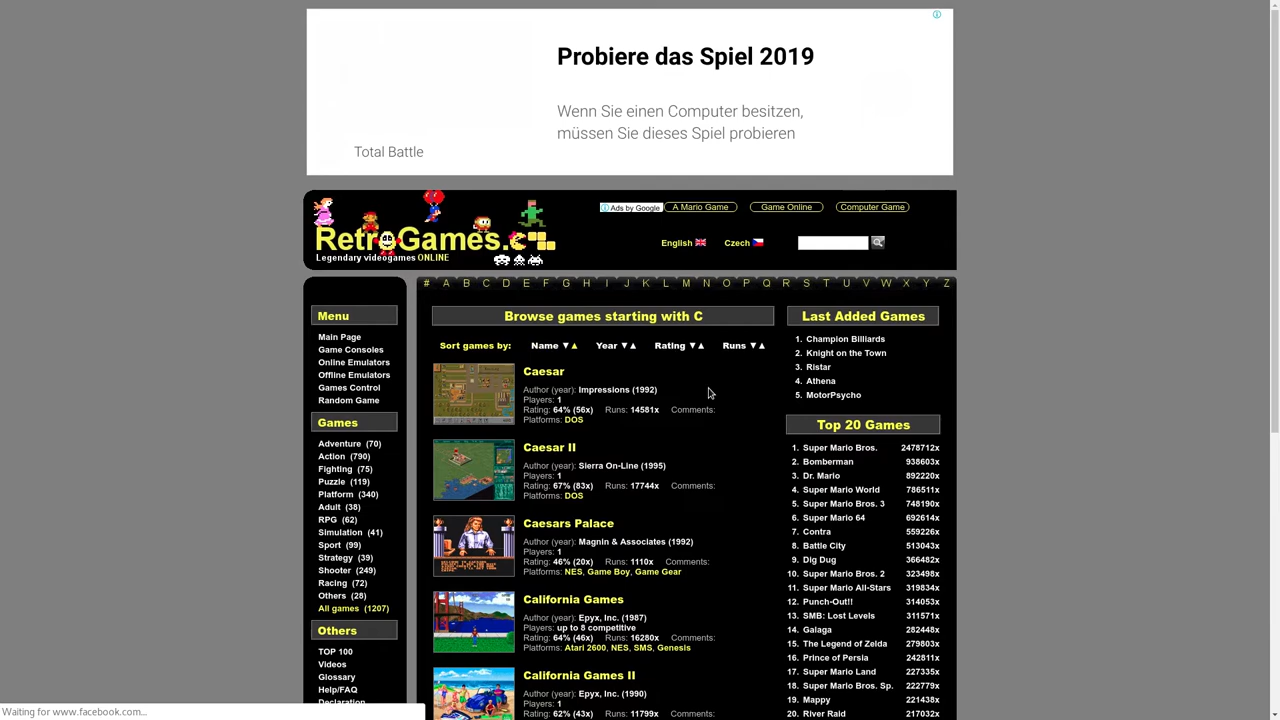 Probiere das Spiel 2019
Wenn Sie einen Computer besitzen,
müssen Sie dieses Spiel probieren
Total Battle
Ads by Google
A Mario Game
Game Online
Computer Game
RetroGames.c
Legendary videogames ONLINE
English
Czech
# A B C D E F G H I J K L M N O P Q R S T U V W X Y Z
Menu
Main Page
Game Consoles
Online Emulators
Offline Emulators
Games Control
Random Game
Games
Adventure (70)
Action (790)
Fighting (75)
Puzzle (119)
Platform (340)
Adult (38)
RPG (62)
Simulation (41)
Sport (99)
Strategy (39)
Shooter (249)
Racing (72)
Others (28)
All games (1207)
Others
TOP 100
Videos
Glossary
Help/FAQ
Declaration
Browse games starting with C
Sort games by: Name ▼▲ Year ▼▲ Rating ▼▲ Runs ▼▲
Caesar
Author (year): Impressions (1992)
Players: 1
Rating: 64% (56x) Runs: 14581x Comments:
Platforms: DOS
Caesar II
Author (year): Sierra On-Line (1995)
Players: 1
Rating: 67% (83x) Runs: 17744x Comments:
Platforms: DOS
Caesars Palace
Author (year): Magnin & Associates (1992)
Players: 1
Rating: 46% (20x) Runs: 1110x Comments:
Platforms: NES, Game Boy, Game Gear
California Games
Author (year): Epyx, Inc. (1987)
Players: up to 8 competitive
Rating: 64% (46x) Runs: 16280x Comments:
Platforms: Atari 2600, NES, SMS, Genesis
California Games II
Author (year): Epyx, Inc. (1990)
Players: 1
Rating: 62% (43x) Runs: 11799x Comments:
Last Added Games
1. Champion Billiards
2. Knight on the Town
3. Ristar
4. Athena
5. MotorPsycho
Top 20 Games
1. Super Mario Bros. 2478712x
2. Bomberman 938603x
3. Dr. Mario 892220x
4. Super Mario World 786511x
5. Super Mario Bros. 3 748190x
6. Super Mario 64 692614x
7. Contra 559226x
8. Battle City 513043x
9. Dig Dug 366482x
10. Super Mario Bros. 2 323498x
11. Super Mario All-Stars 319834x
12. Punch-Out!! 314053x
13. SMB: Lost Levels 311571x
14. Galaga 282448x
15. The Legend of Zelda 279803x
16. Prince of Persia 242811x
17. Super Mario Land 227335x
18. Super Mario Bros. Sp. 222779x
19. Mappy 221438x
20. River Raid 217032x
Waiting for www.facebook.com...